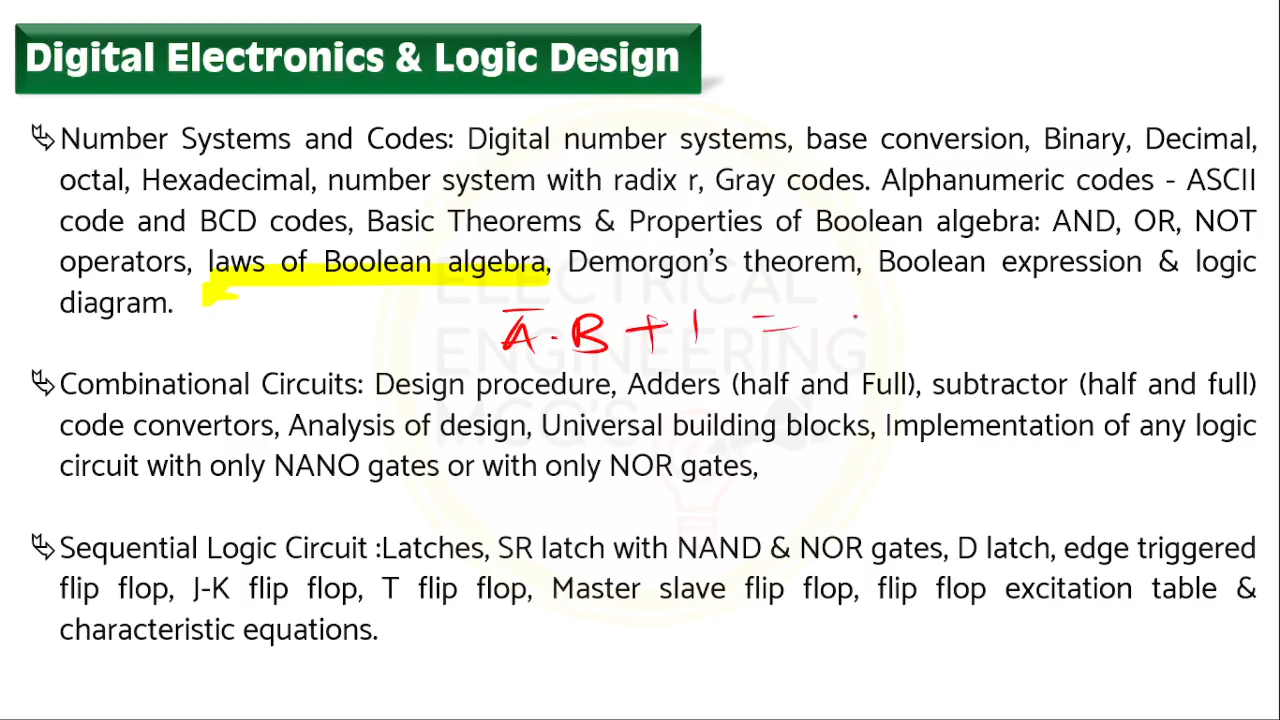 Digital Electronics & Logic Design
Number Systems and Codes: Digital number systems, base conversion, Binary, Decimal,
octal, Hexadecimal, number system with radix r, Gray codes. Alphanumeric codes - ASCII
code and BCD codes, Basic Theorems & Properties of Boolean algebra: AND, OR, NOT
operators, laws of Boolean algebra, Demorgon's theorem, Boolean expression & logic
diagram.
A̅ . B + 1 =
Combinational Circuits: Design procedure, Adders (half and Full), subtractor (half and full)
code convertors, Analysis of design, Universal building blocks, Implementation of any logic
circuit with only NANO gates or with only NOR gates,
Sequential Logic Circuit :Latches, SR latch with NAND & NOR gates, D latch, edge triggered
flip flop, J-K flip flop, T flip flop, Master slave flip flop, flip flop excitation table &
characteristic equations.
ELECTRICAL
ENGINEERING
MCQ'S